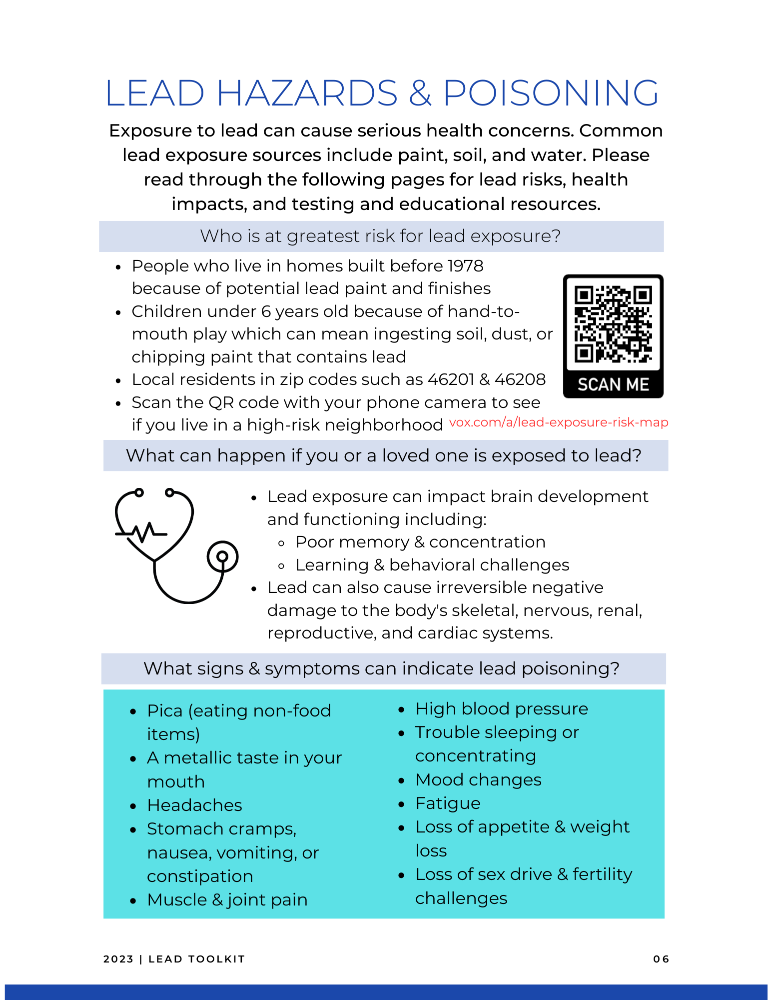 LEAD HAZARDS & POISONING
Exposure to lead can cause serious health concerns. Common
lead exposure sources include paint, soil, and water. Please
read through the following pages for lead risks, health
impacts, and testing and educational resources.
Who is at greatest risk for lead exposure?
• People who live in homes built before 1978
because of potential lead paint and finishes
• Children under 6 years old because of hand-to-
mouth play which can mean ingesting soil, dust, or
chipping paint that contains lead
• Local residents in zip codes such as 46201 & 46208
• Scan the QR code with your phone camera to see
if you live in a high-risk neighborhood
SCAN ME
vox.com/a/lead-exposure-risk-map
What can happen if you or a loved one is exposed to lead?
• Lead exposure can impact brain development
and functioning including:
◦ Poor memory & concentration
◦ Learning & behavioral challenges
• Lead can also cause irreversible negative
damage to the body's skeletal, nervous, renal,
reproductive, and cardiac systems.
What signs & symptoms can indicate lead poisoning?
• Pica (eating non-food
items)
• A metallic taste in your
mouth
• Headaches
• Stomach cramps,
nausea, vomiting, or
constipation
• Muscle & joint pain
• High blood pressure
• Trouble sleeping or
concentrating
• Mood changes
• Fatigue
• Loss of appetite & weight
loss
• Loss of sex drive & fertility
challenges
2023 | LEAD TOOLKIT
06